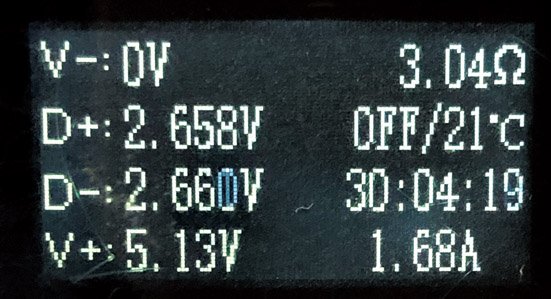 V-: 0V 3.04Ω
D+: 2.658V OFF/21°C
D-: 2.660V 30:04:19
V+: 5.13V 1.68A